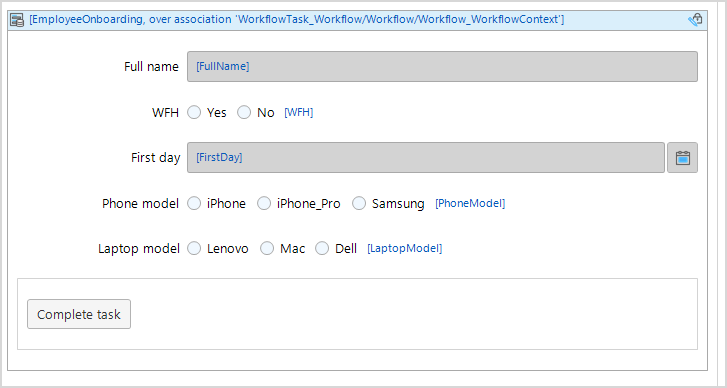 [EmployeeOnboarding, over association 'WorkflowTask_Workflow/Workflow/Workflow_WorkflowContext']
Full name [FullName]
WFH Yes No [WFH]
First day [FirstDay]
Phone model iPhone iPhone_Pro Samsung [PhoneModel]
Laptop model Lenovo Mac Dell [LaptopModel]
Complete task